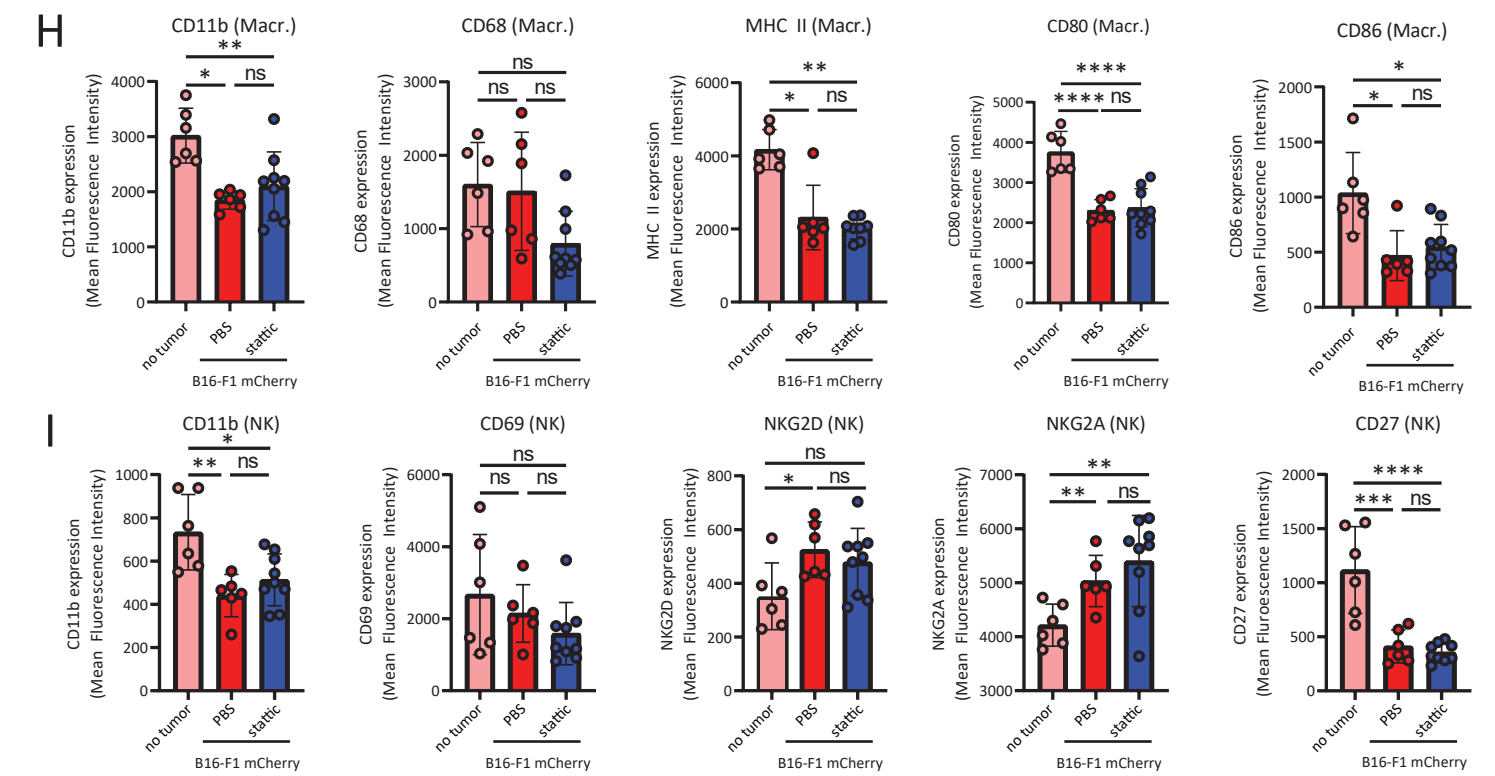 H
CD11b (Macr.)
**
*
ns
CD11b expression
(Mean Fluorescence Intensity)
4000
3000
2000
1000
0
no tumor
PBS
stattic
B16-F1 mCherry
CD68 (Macr.)
ns
ns
ns
CD68 expression
(Mean Fluorescence Intensity)
3000
2000
1000
0
no tumor
PBS
stattic
B16-F1 mCherry
MHC II (Macr.)
**
*
ns
MHC II expression
(Mean Fluorescence Intensity)
6000
4000
2000
0
no tumor
PBS
stattic
B16-F1 mCherry
CD80 (Macr.)
****
****
ns
CD80 expression
(Mean Fluorescence Intensity)
5000
4000
3000
2000
1000
0
no tumor
PBS
stattic
B16-F1 mCherry
CD86 (Macr.)
*
*
ns
CD86 expression
(Mean Fluorescence Intensity)
2000
1500
1000
500
0
no tumor
PBS
stattic
B16-F1 mCherry
I
CD11b (NK)
*
**
ns
CD11b expression
(Mean Fluorescence Intensity)
1000
800
600
400
200
0
no tumor
PBS
stattic
B16-F1 mCherry
CD69 (NK)
ns
ns
ns
CD69 expression
(Mean Fluorescence Intensity)
6000
4000
2000
0
no tumor
PBS
stattic
B16-F1 mCherry
NKG2D (NK)
ns
*
ns
NKG2D expression
(Mean Fluorescence Intensity)
800
600
400
200
0
no tumor
PBS
stattic
B16-F1 mCherry
NKG2A (NK)
**
**
ns
NKG2A expression
(Mean Fluorescence Intensity)
7000
6000
5000
4000
3000
no tumor
PBS
stattic
B16-F1 mCherry
CD27 (NK)
****
***
ns
CD27 expression
(Mean Fluroescence Intensity)
2000
1500
1000
500
0
no tumor
PBS
stattic
B16-F1 mCherry